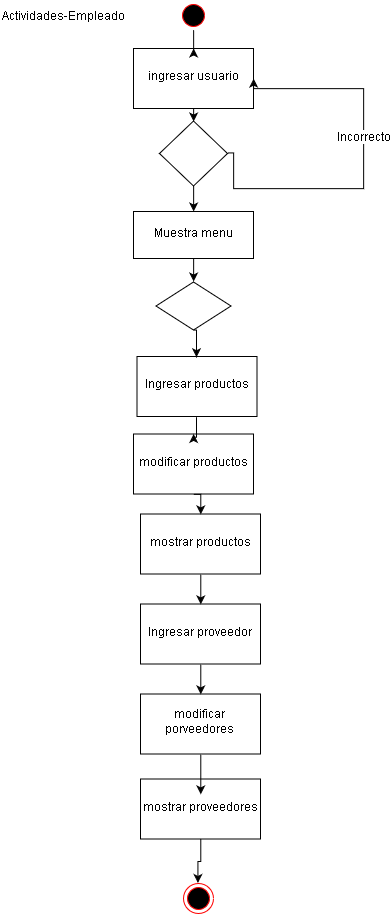 Actividades-Empleado
ingresar usuario
Incorrecto
Muestra menu
Ingresar productos
modificar productos
mostrar productos
Ingresar proveedor
modificar
porveedores
mostrar proveedores